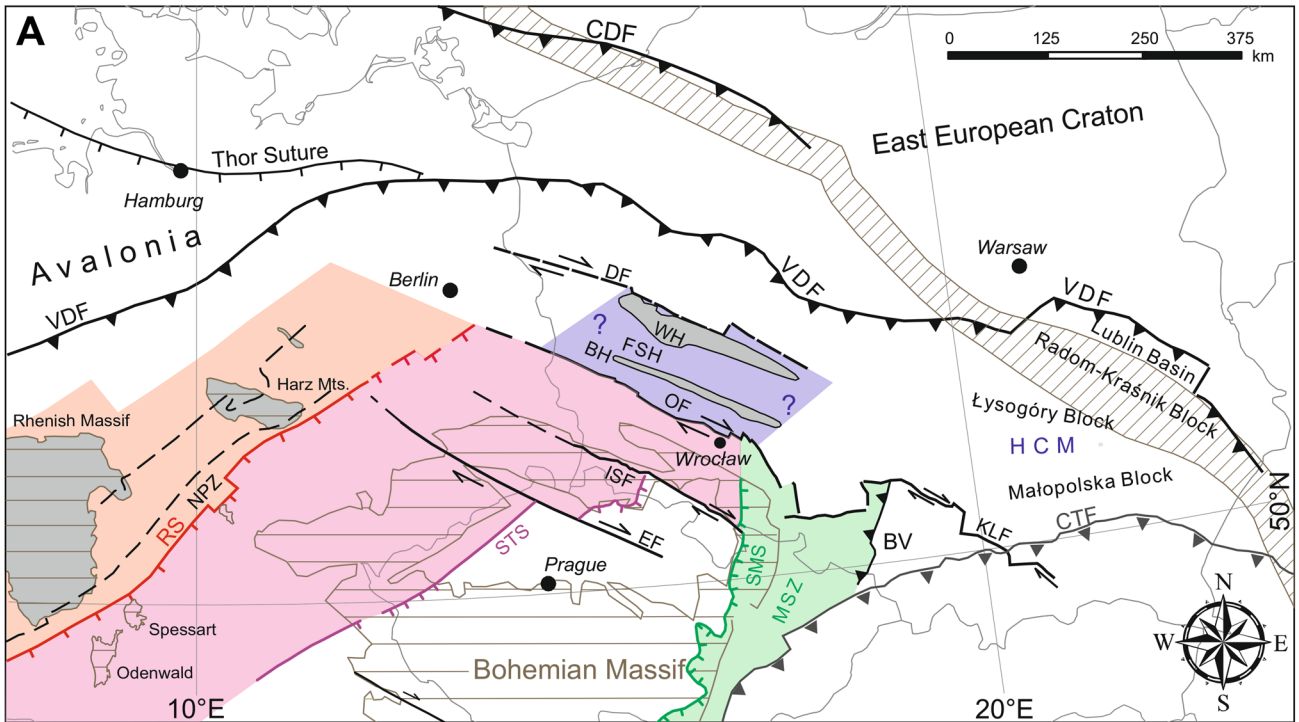 A
CDF
0 125 250 375
km
East European Craton
Thor Suture
Hamburg
Avalonia
Warsaw
Berlin
DF
VDF
VDF
VDF
?
WH
FSH
BH
Lublin Basin
Radom-Kraśnik Block
Harz Mts.
Rhenish Massif
OF
?
Łysogóry Block
HCM
Wrocław
ISF
NPZ
Małopolska Block
50°N
RS
STS
EF
BV
KLF
CTF
Prague
SMS
MSZ
N
W E
S
Spessart
Odenwald
Bohemian Massif
10°E
20°E